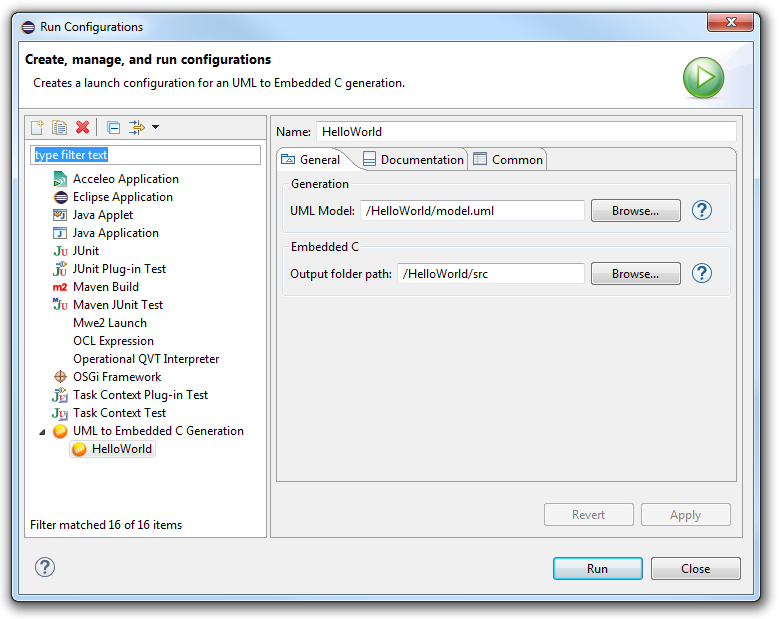 Run Configurations
Create, manage, and run configurations
Creates a launch configuration for an UML to Embedded C generation.
type filter text
Acceleo Application
Eclipse Application
Java Applet
Java Application
JUnit
JUnit Plug-in Test
m2 Maven Build
Maven JUnit Test
Mwe2 Launch
OCL Expression
Operational QVT Interpreter
OSGi Framework
Task Context Plug-in Test
Task Context Test
UML to Embedded C Generation
HelloWorld
Filter matched 16 of 16 items
Name: HelloWorld
General Documentation Common
Generation
UML Model: /HelloWorld/model.uml Browse... ?
Embedded C
Output folder path: /HelloWorld/src Browse... ?
Revert Apply
? Run Close